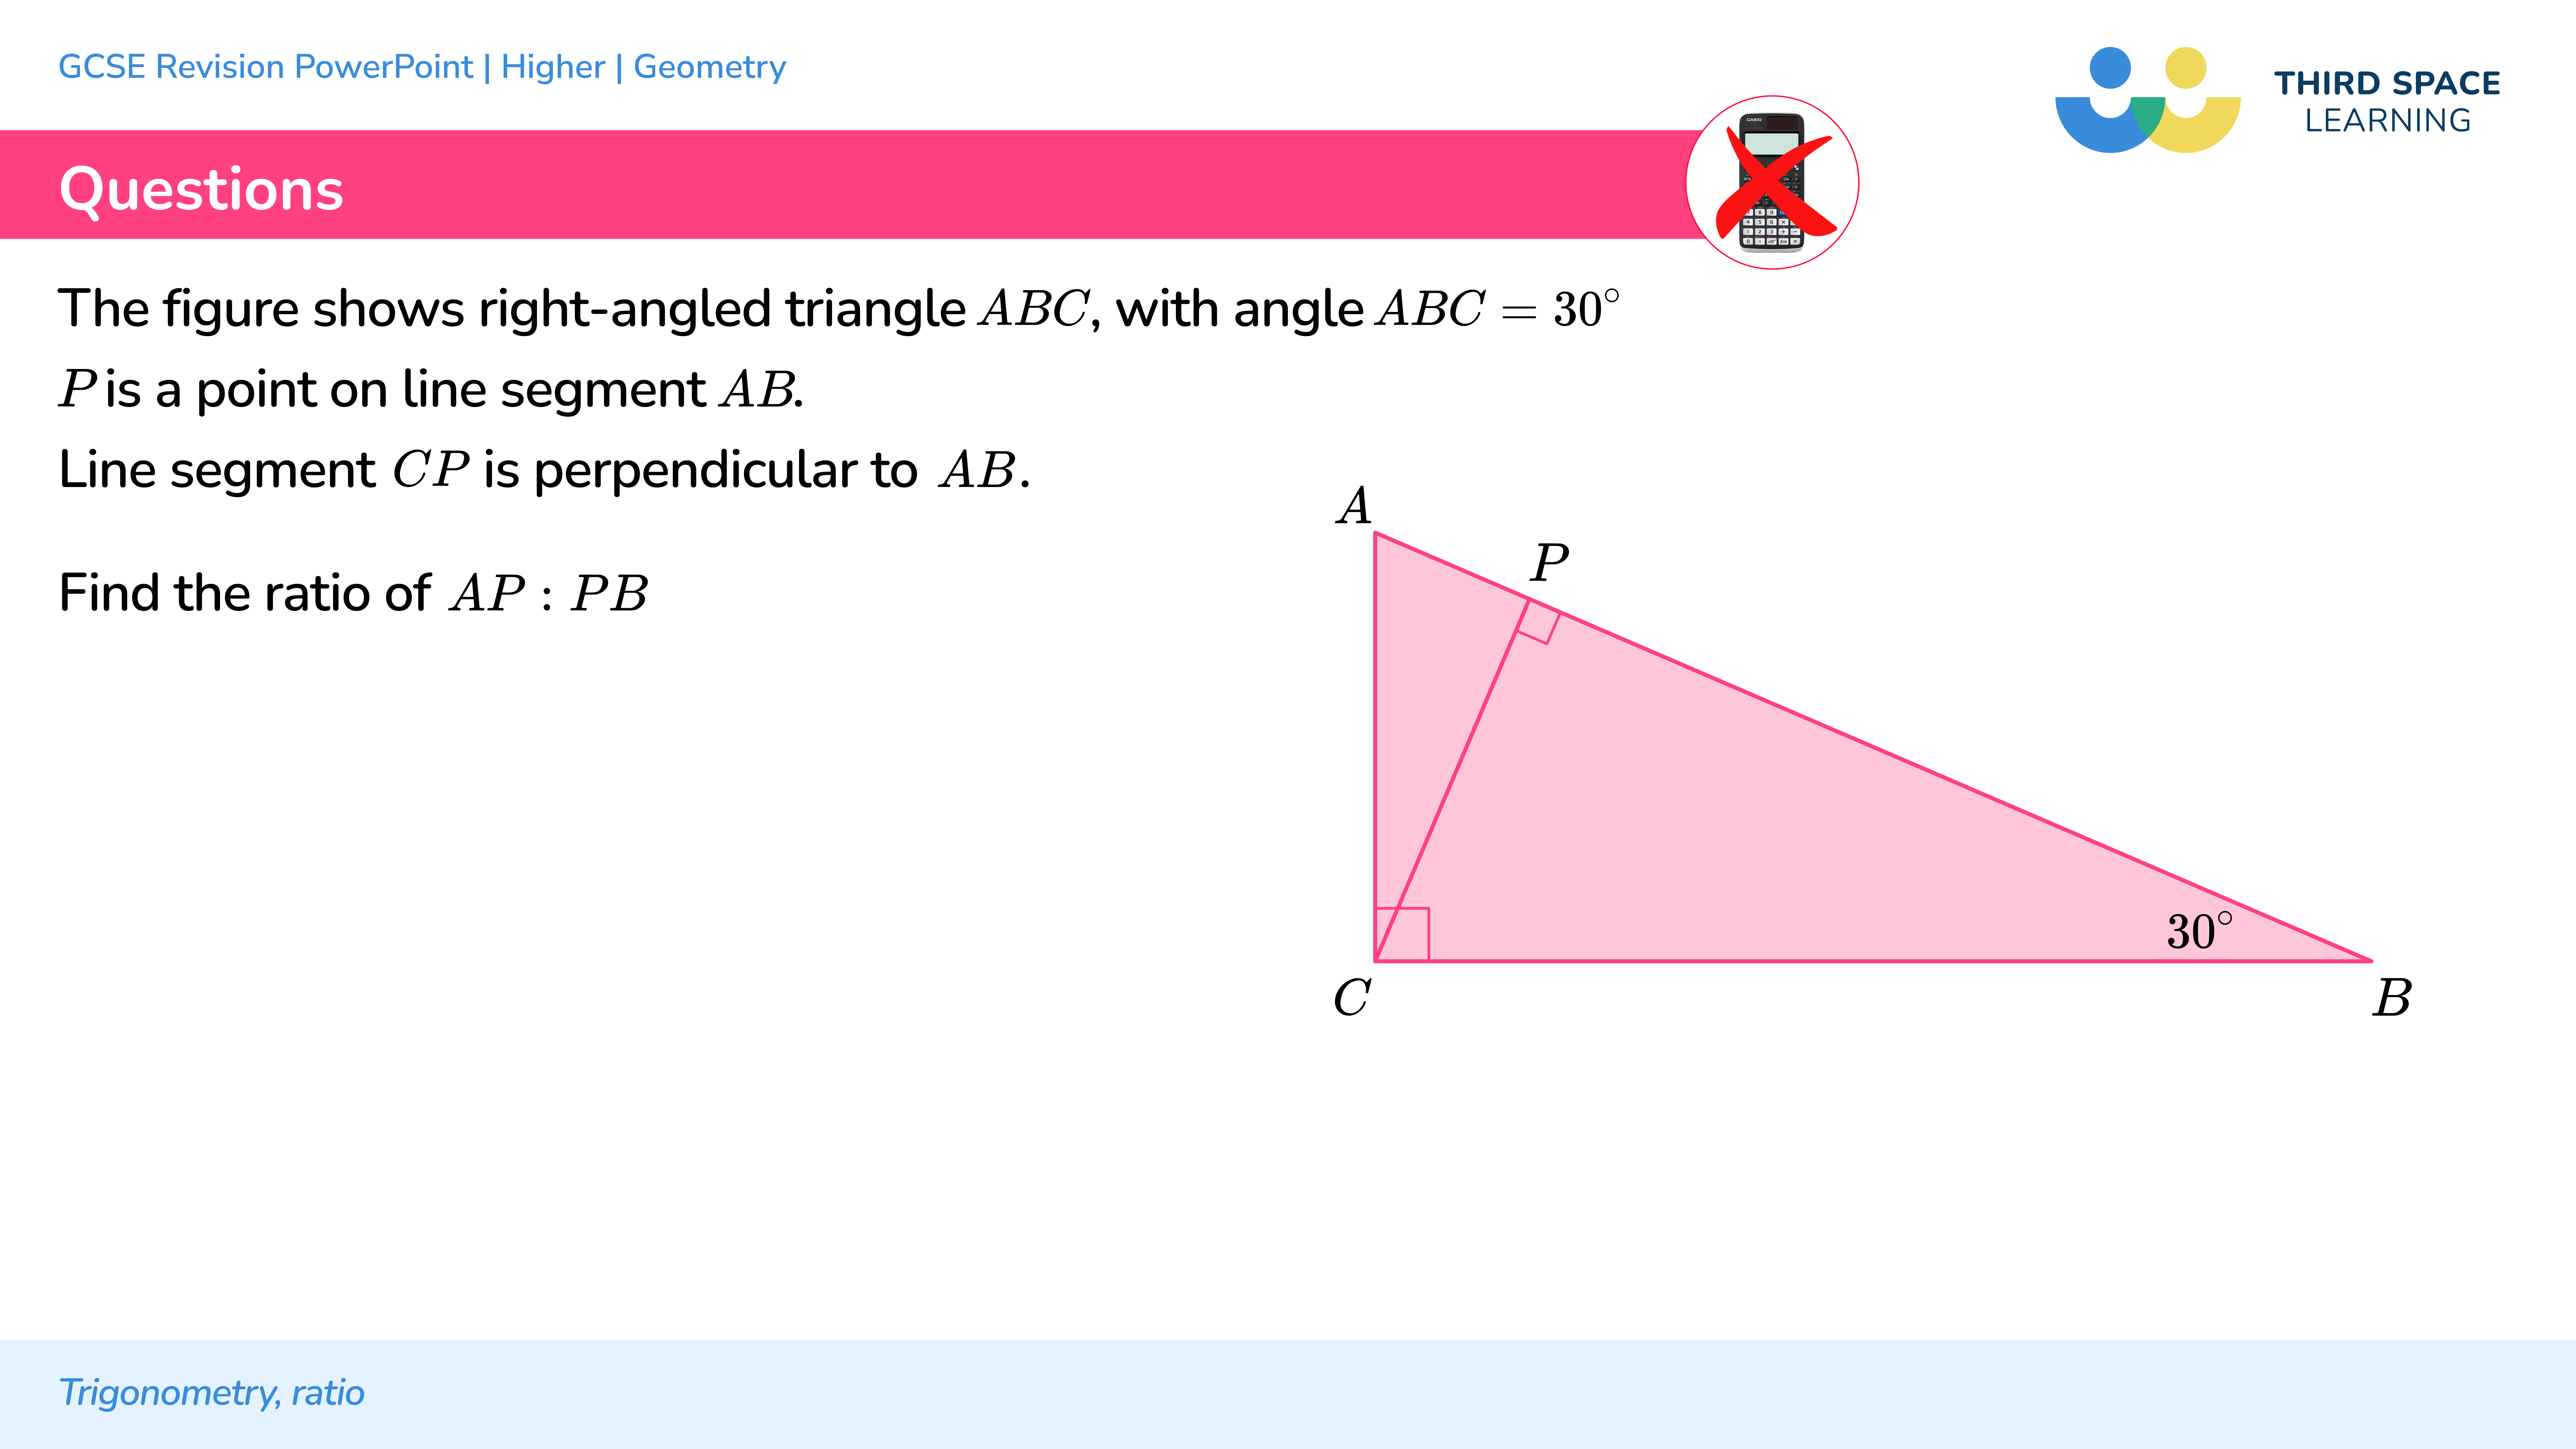 GCSE Revision PowerPoint | Higher | Geometry
THIRD SPACE
LEARNING
Questions
The figure shows right-angled triangle ABC, with angle ABC = 30°
P is a point on line segment AB.
Line segment CP is perpendicular to AB.
Find the ratio of AP : PB
A
P
30°
C
B
Trigonometry, ratio